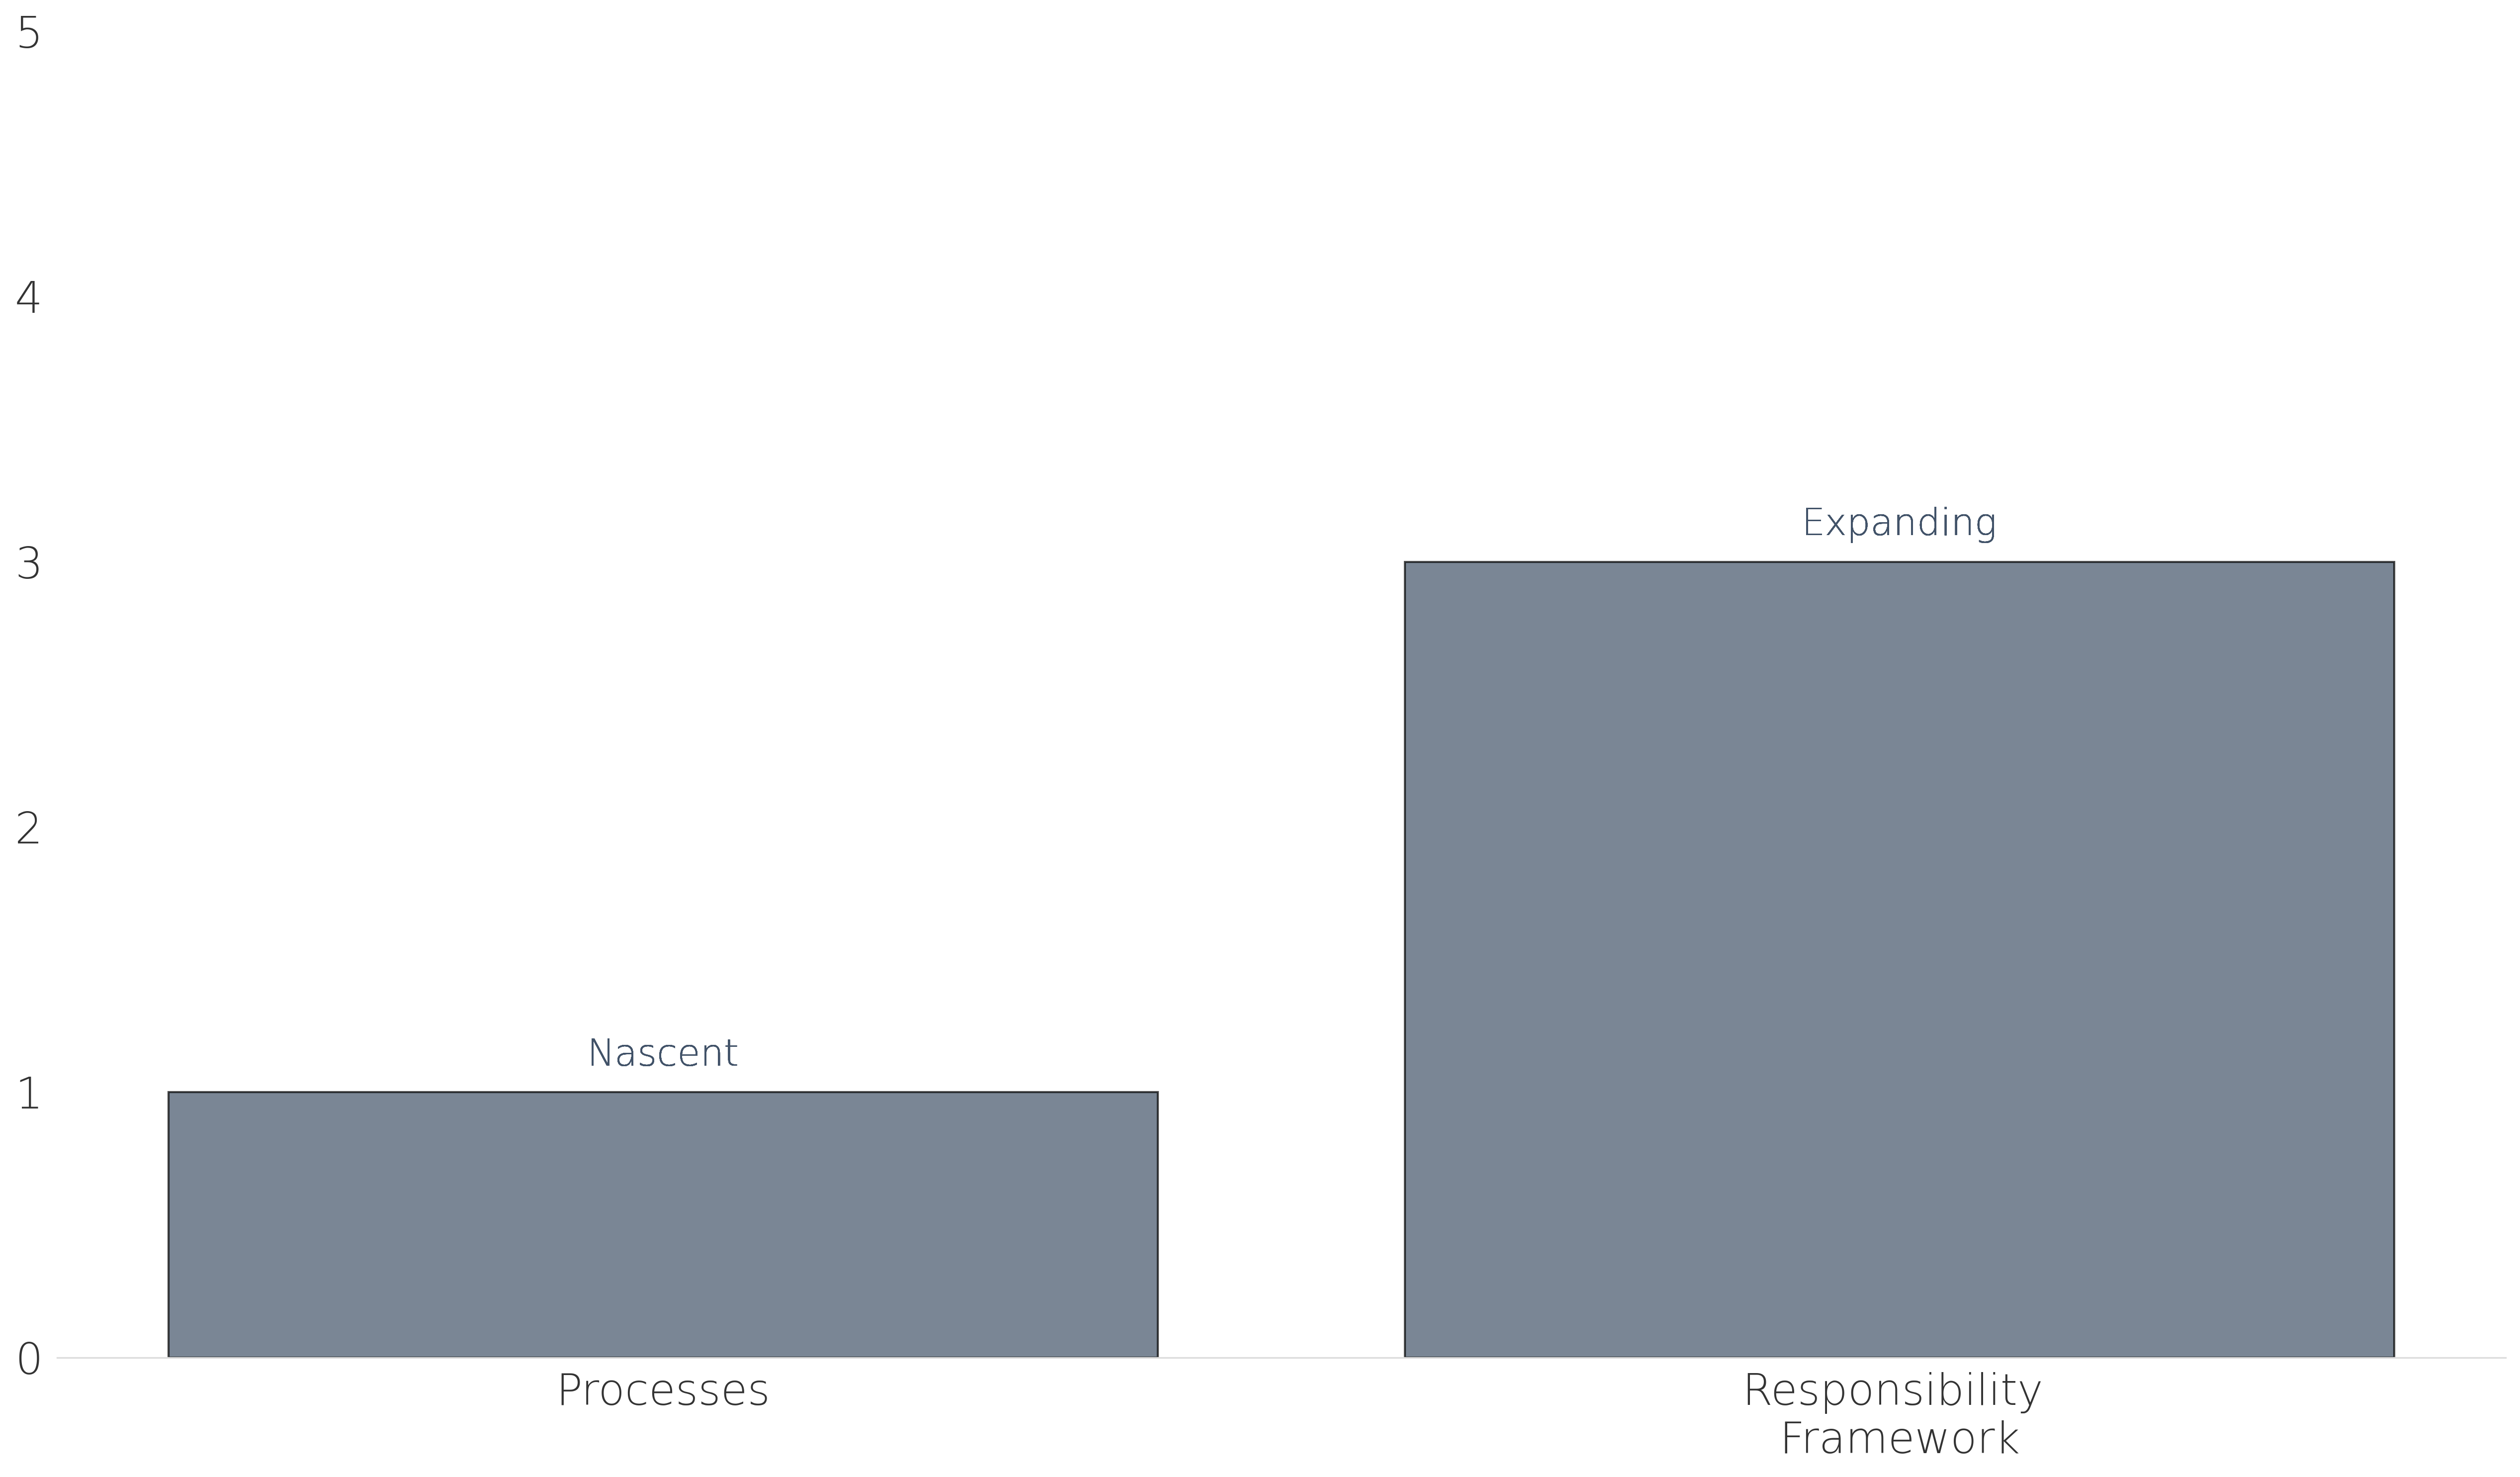 5
4
3
2
1
0
Expanding
Nascent
Processes
Responsibility
Framework